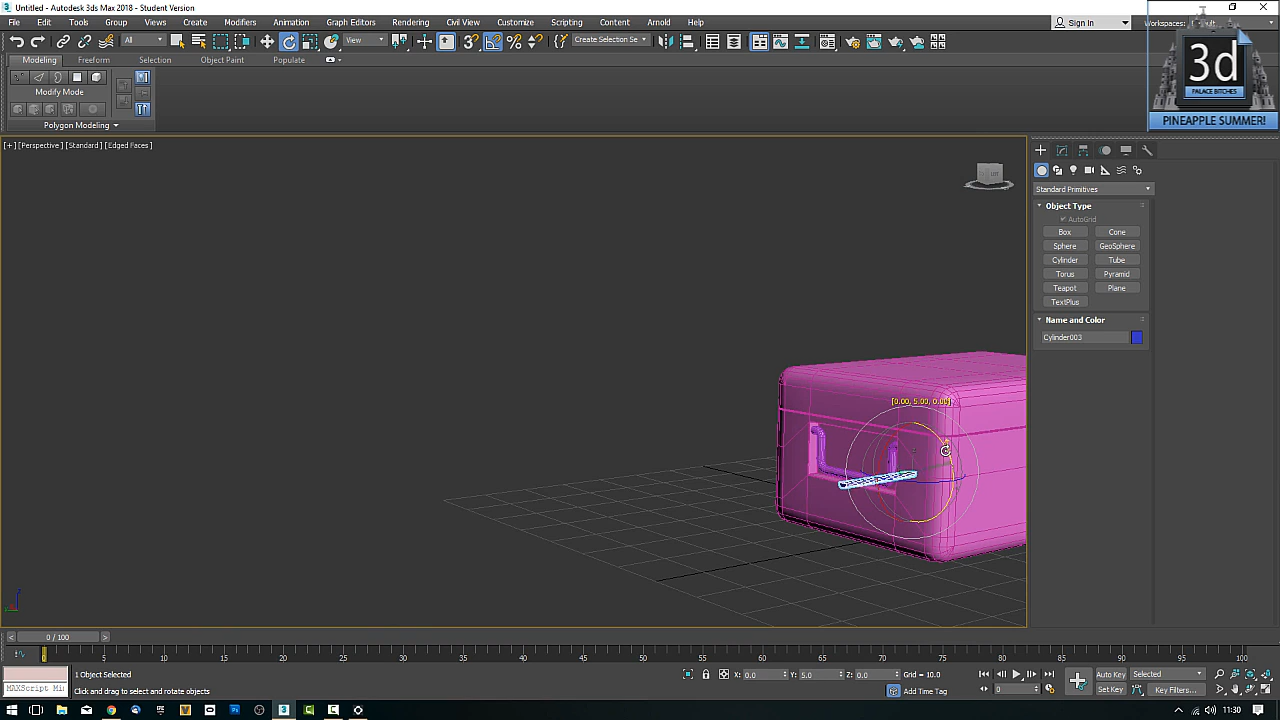 Untitled - Autodesk 3ds Max 2018 - Student Version
File Edit Tools Group Views Create Modifiers Animation Graph Editors Rendering Civil View Customize Scripting Content Arnold Help
Sign In
Workspaces:
All
View
Create Selection Se
Modeling Freeform Selection Object Paint Populate
Modify Mode
Polygon Modeling
3d
PALACE BITCHES
PINEAPPLE SUMMER!
[+] [Perspective] [Standard] [Edged Faces]
Standard Primitives
Object Type
AutoGrid
Box Cone
Sphere GeoSphere
Cylinder Tube
Torus Pyramid
Teapot Plane
TextPlus
Name and Color
Cylinder003
[0.00, 5.00, 0.00]
0 / 100
0 5 10 15 20 25 30 35 40 45 50 55 60 65 70 75 80 85 90 95 100
1 Object Selected
X: 0.0 Y: 5.0 Z: 0.0 Grid = 10.0
Auto Key Selected
MAXScript Mi
Click and drag to select and rotate objects
Add Time Tag
0
Set Key Key Filters...
11:30